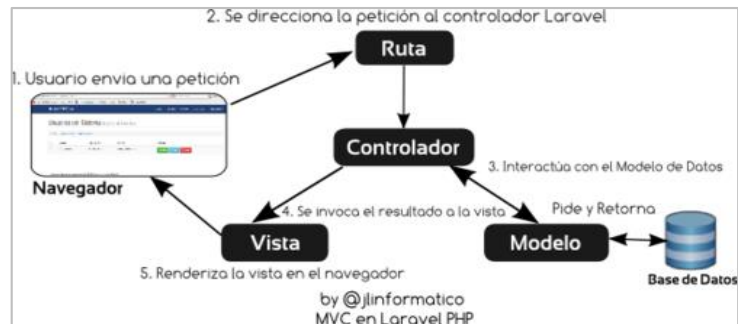 2. Se direcciona la petición al controlador Laravel
Ruta
1. Usuario envia una petición
Controlador
3. Interactúa con el Modelo de Datos
Navegador
4. Se invoca el resultado a la vista
Pide y Retorna
Vista
Modelo
5. Renderiza la vista en el navegador
Base de Datos
by @jlinformatico
MVC en Laravel PHP